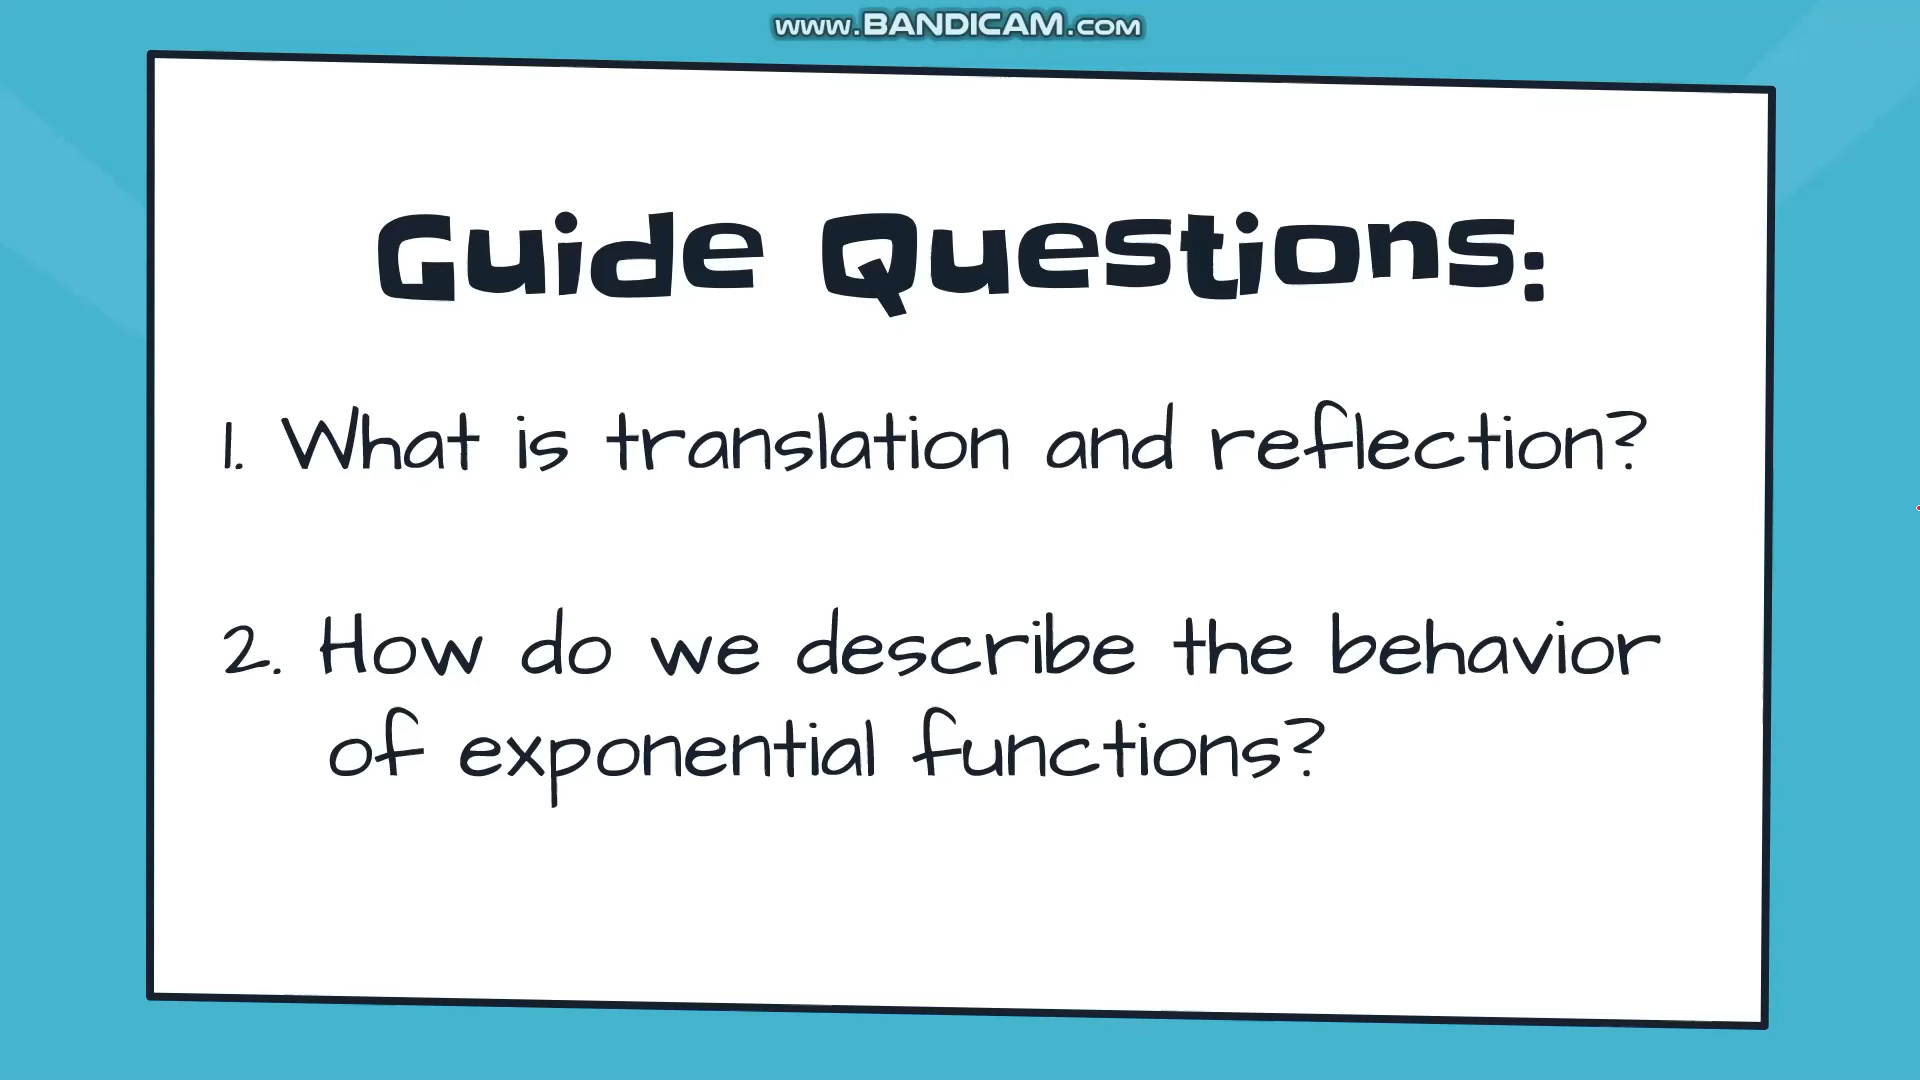 www.BANDICAM.com
Guide Questions:
1. What is translation and reflection?
2. How do we describe the behavior
of exponential functions?